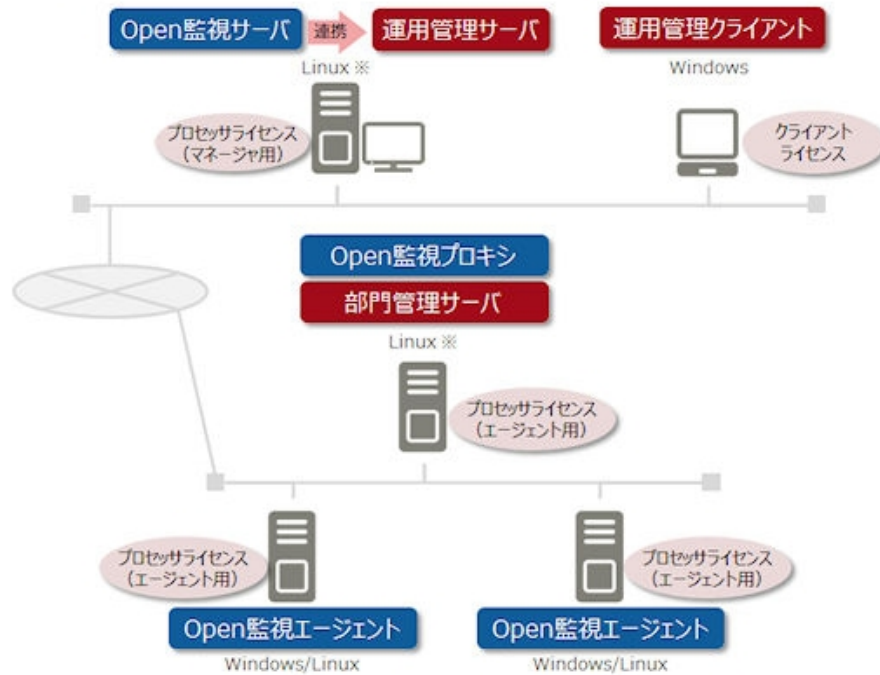 Open監視サーバ
連携
運用管理サーバ
運用管理クライアント
Linux ※
Windows
プロセッサライセンス
（マネージャ用）
クライアント
ライセンス
Open監視プロキシ
部門管理サーバ
Linux ※
プロセッサライセンス
（エージェント用）
プロセッサライセンス
（エージェント用）
プロセッサライセンス
（エージェント用）
Open監視エージェント
Open監視エージェント
Windows/Linux
Windows/Linux